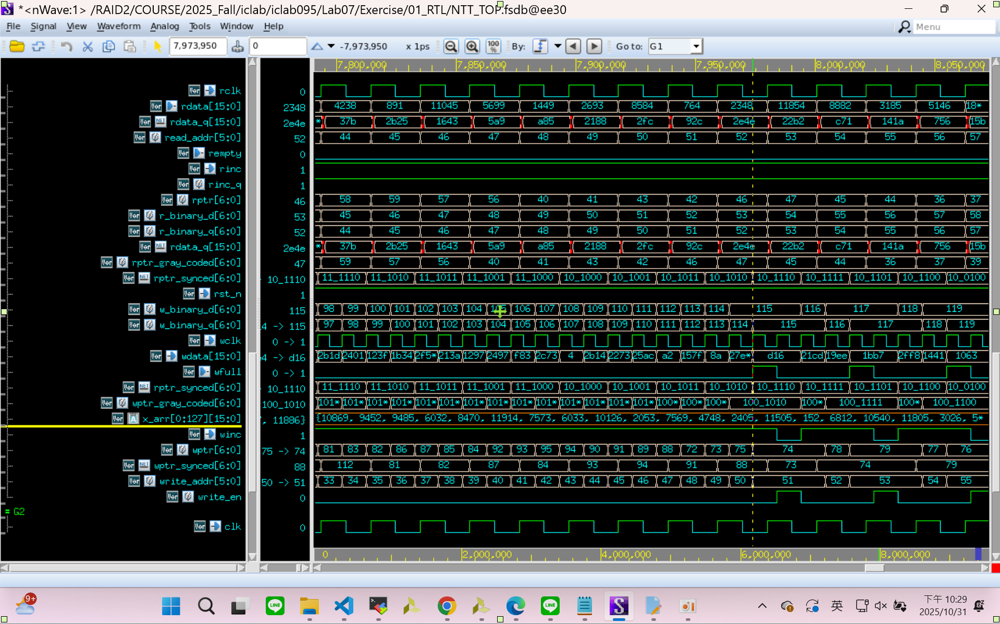 *<nWave:1> /RAID2/COURSE/2025_Fall/iclab/iclab095/Lab07/Exercise/01_RTL/NTT_TOP.fsdb@ee30
File Signal View Waveform Analog Tools Window Help Menu
7,973,950 0 -7,973,950 x 1ps 100 % By: Go to: G1
7,800,000 7,850,000 7,900,000 7,950,000 8,000,000 8,050,000
rclk 0
rdata[15:0] 2348 4238 891 11045 5699 1449 2693 8584 764 2348 11854 8882 3185 5146 18*
rdata_q[15:0] 2e4e * 37b 2b25 1643 5a9 a85 2188 2fc 92c 2e4e 22b2 c71 141a 756 15b
read_addr[5:0] 52 44 45 46 47 48 49 50 51 52 53 54 55 56 57
rempty 0
rinc 1
rinc_q 1
rptr[6:0] 46 58 59 57 56 40 41 43 42 46 47 45 44 36 37
r_binary_d[6:0] 53 45 46 47 48 49 50 51 52 53 54 55 56 57 58
r_binary_q[6:0] 52 44 45 46 47 48 49 50 51 52 53 54 55 56 57
rdata_q[15:0] 2e4e * 37b 2b25 1643 5a9 a85 2188 2fc 92c 2e4e 22b2 c71 141a 756 15b
rptr_gray_coded[6:0] 47 59 57 56 40 41 43 42 46 47 45 44 36 37 39
rptr_synced[6:0] 10_1110 11_1110 11_1010 11_1011 11_1001 11_1000 10_1000 10_1001 10_1011 10_1010 10_1110 10_1111 10_1101 10_1100 10_0100
rst_n 1
w_binary_d[6:0] 115 98 99 100 101 102 103 104 105 106 107 108 109 110 111 112 113 114 115 116 117 118 119
w_binary_q[6:0] 4 -> 115 97 98 99 100 101 102 103 104 105 106 107 108 109 110 111 112 113 114 115 116 117 118 119
wclk 0 -> 1
wdata[15:0] e4 -> d16 2b1d 2401 123f 1b34 2f5* 213a 1297 2497 f83 2c73 4 2b14 2273 25ac a2 157f 8a 27e* d16 21cd 19ee 1bb7 2ff8 1441 1063
wfull 0 -> 1
rptr_synced[6:0] 10_1110 11_1110 11_1010 11_1011 11_1001 11_1000 10_1000 10_1001 10_1011 10_1010 10_1110 10_1111 10_1101 10_1100 10_0100
wptr_gray_coded[6:0] 100_1010 101* 101* 101* 101* 101* 101* 101* 101* 101* 101* 101* 101* 101* 101* 100* 100* 100* 100_1010 100* 100_1111 100* 100_1100
x_arr[0:127][15:0] , 11886} {10869, 9452, 9485, 6032, 8470, 11914, 7573, 6033, 10126, 2053, 7569, 4748, 2405, 11505, 152, 6812, 10540, 11805, 3026, 5*
winc 1
wptr[6:0] 75 -> 74 81 83 82 86 87 85 84 92 93 95 94 90 91 89 88 72 73 75 74 78 79 77 76
wptr_synced[6:0] 88 112 81 82 87 84 93 94 91 88 73 74 79
write_addr[5:0] 50 -> 51 33 34 35 36 37 38 39 40 41 42 43 44 45 46 47 48 49 50 51 52 53 54 55
write_en 0
= G2
clk 0
0 2,000,000 4,000,000 6,000,000 8,000,000
9+ LINE LINE 英 下午 10:29
2025/10/31